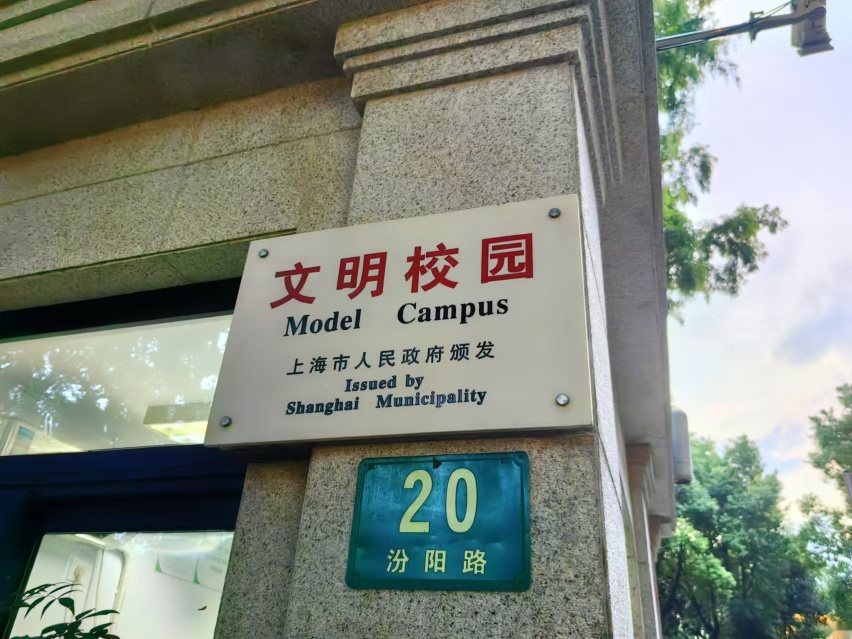 文明校园
Model Campus
上海市人民政府颁发
Issued by
Shanghai Municipality
20
汾阳路